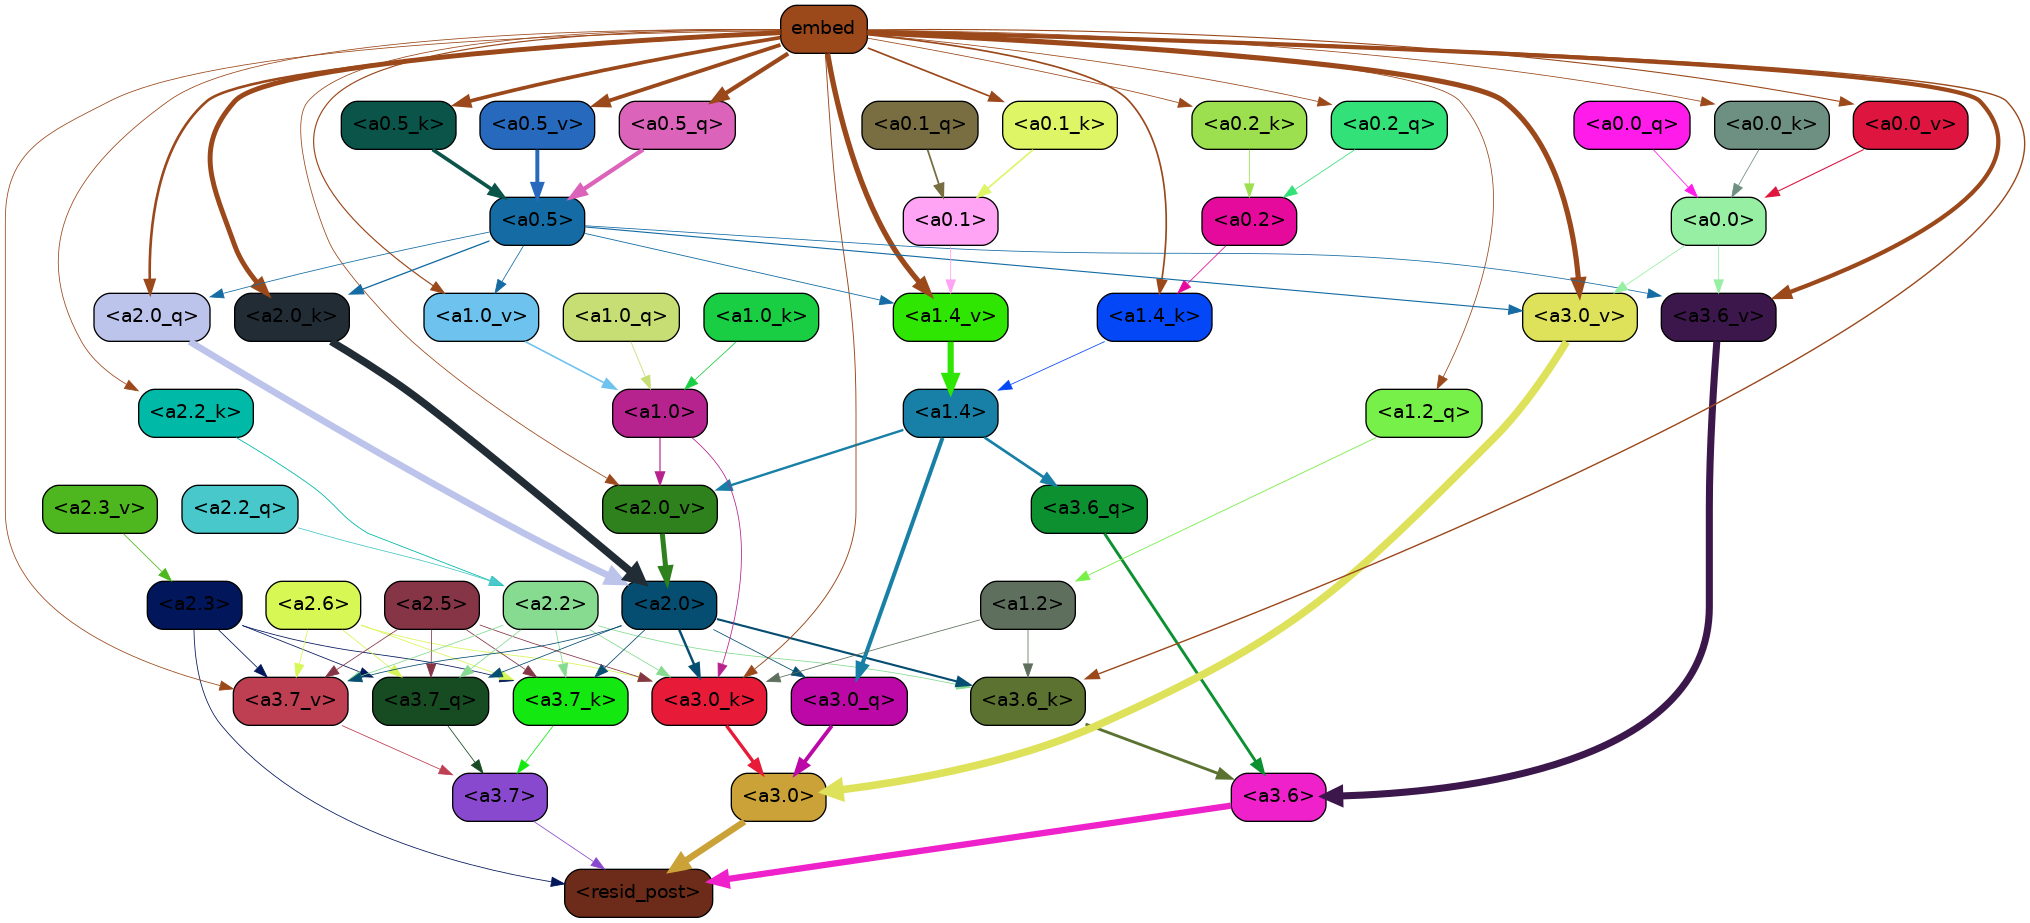 embed
<a0.5_k>
<a0.5_v>
<a0.5_q>
<a0.1_q>
<a0.1_k>
<a0.2_k>
<a0.2_q>
<a0.0_q>
<a0.0_k>
<a0.0_v>
<a0.5>
<a0.1>
<a0.2>
<a0.0>
<a2.0_q>
<a2.0_k>
<a1.0_v>
<a1.0_q>
<a1.0_k>
<a1.4_v>
<a1.4_k>
<a3.0_v>
<a3.6_v>
<a2.2_k>
<a1.0>
<a1.4>
<a1.2_q>
<a2.3_v>
<a2.2_q>
<a2.0_v>
<a3.6_q>
<a2.3>
<a2.6>
<a2.5>
<a2.2>
<a2.0>
<a1.2>
<a3.7_v>
<a3.7_q>
<a3.7_k>
<a3.0_k>
<a3.0_q>
<a3.6_k>
<a3.7>
<a3.0>
<a3.6>
<resid_post>